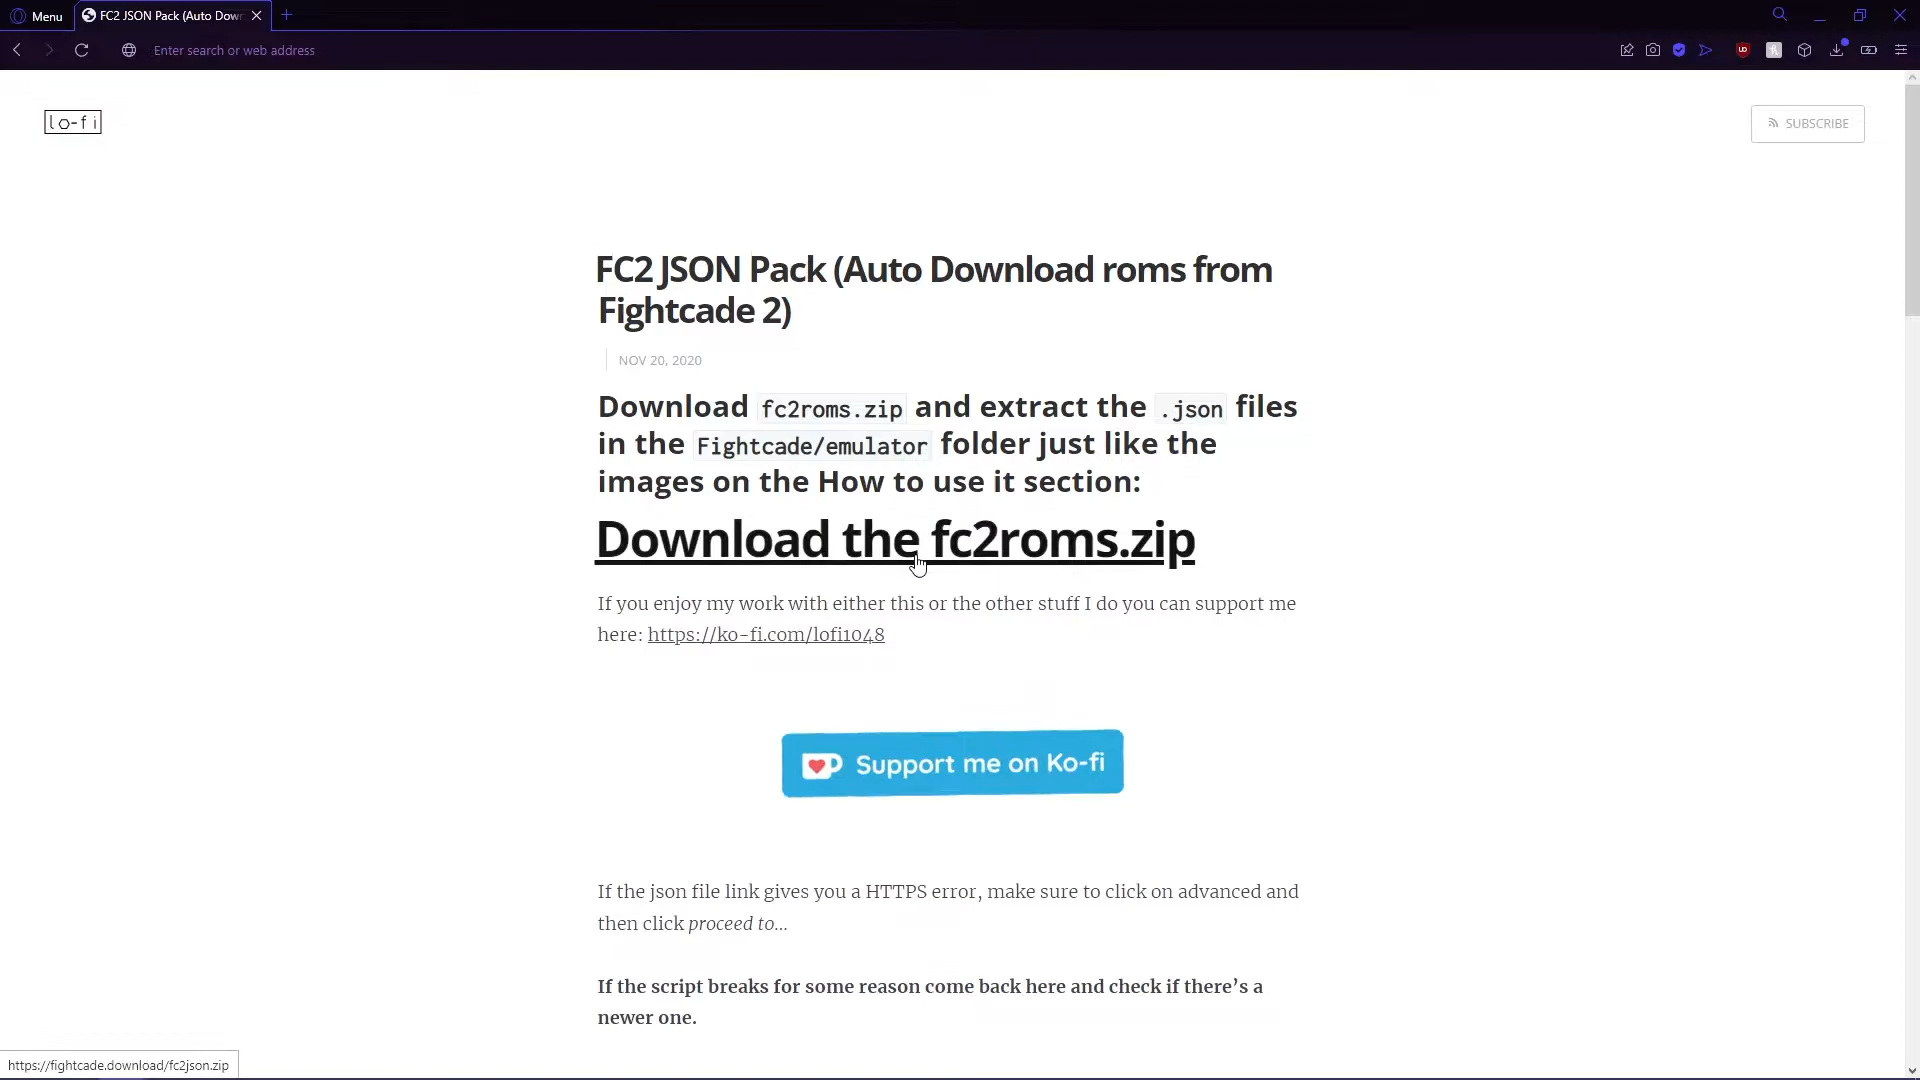 Menu
FC2 JSON Pack (Auto Dow
Enter search or web address
lo-fi
SUBSCRIBE
FC2 JSON Pack (Auto Download roms from
Fightcade 2)
NOV 20, 2020
Download fc2roms.zip and extract the .json files
in the Fightcade/emulator folder just like the
images on the How to use it section:
Download the fc2roms.zip
If you enjoy my work with either this or the other stuff I do you can support me
here: https://ko-fi.com/lofi1048
Support me on Ko-fi
If the json file link gives you a HTTPS error, make sure to click on advanced and
then click proceed to...
If the script breaks for some reason come back here and check if there's a
newer one.
https://fightcade.download/fc2json.zip